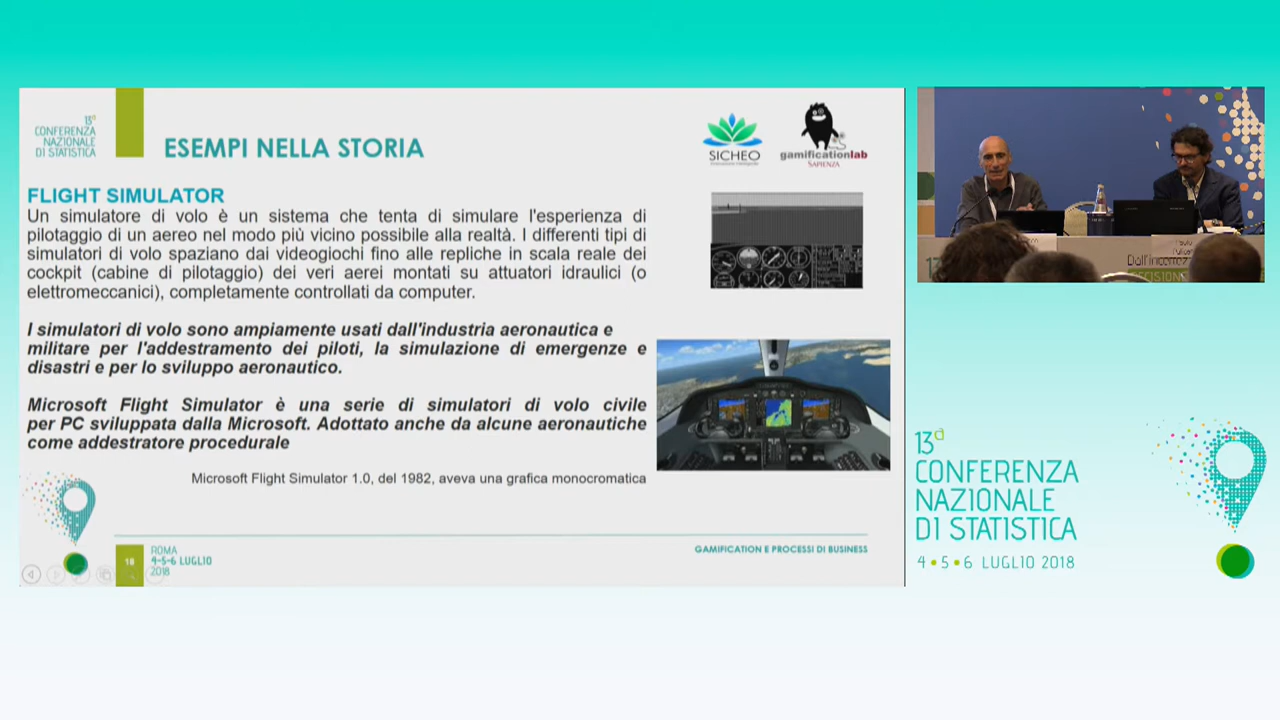 13ª
CONFERENZA
NAZIONALE
DI STATISTICA
ESEMPI NELLA STORIA
SICHEO
gamificationlab
SAPIENZA
FLIGHT SIMULATOR
Un simulatore di volo è un sistema che tenta di simulare l'esperienza di
pilotaggio di un aereo nel modo più vicino possibile alla realtà. I differenti tipi di
simulatori di volo spaziano dai videogiochi fino alle repliche in scala reale dei
cockpit (cabine di pilotaggio) dei veri aerei montati su attuatori idraulici (o
elettromeccanici), completamente controllati da computer.
I simulatori di volo sono ampiamente usati dall'industria aeronautica e
militare per l'addestramento dei piloti, la simulazione di emergenze e
disastri e per lo sviluppo aeronautico.
Microsoft Flight Simulator è una serie di simulatori di volo civile
per PC sviluppata dalla Microsoft. Adottato anche da alcune aeronautiche
come addestratore procedurale
Microsoft Flight Simulator 1.0, del 1982, aveva una grafica monocromatica
18
ROMA
4-5-6 LUGLIO
2018
GAMIFICATION E PROCESSI DI BUSINESS
13ª
CONFERENZA
NAZIONALE
DI STATISTICA
4•5•6 LUGLIO 2018